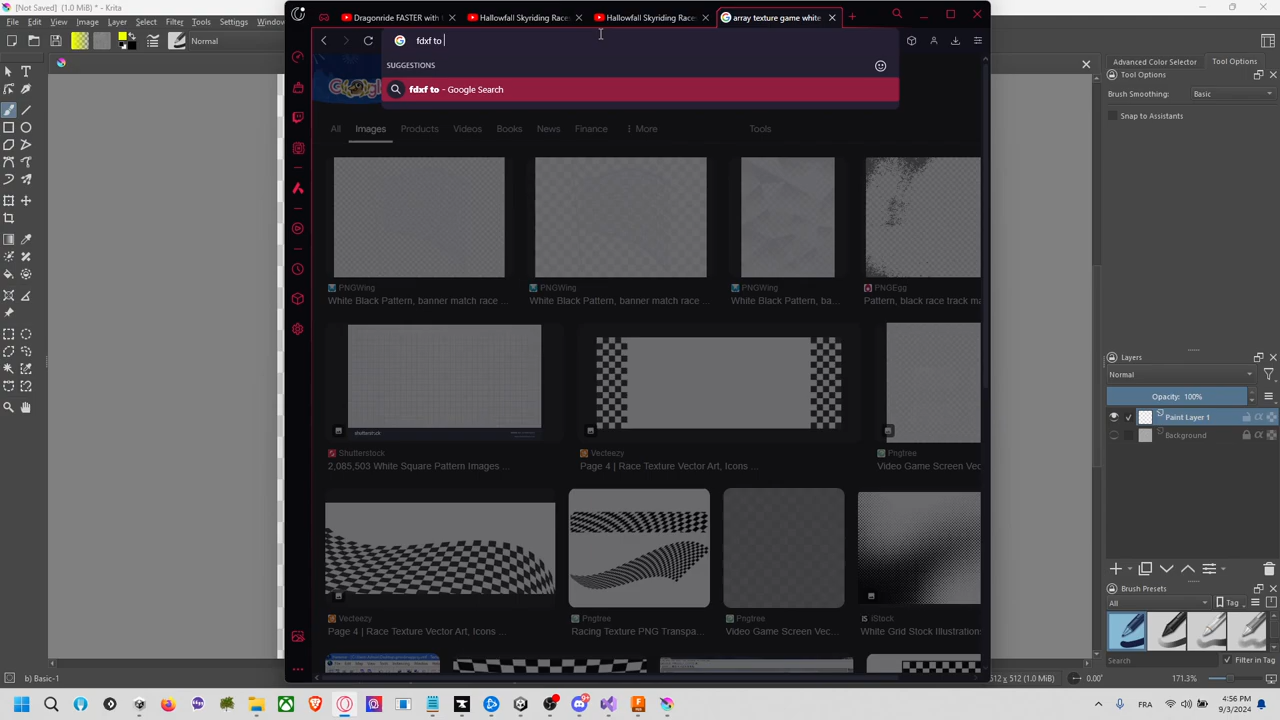 [Not Saved] (1.0 MiB) * - Krita
File
Edit
View
Image
Laye
Normal
Dragonride FASTER with
Hallowfall Skyriding Race
Hallowfall Skyriding Race
array texture game white
fdxf to
SUGGESTIONS
fdxf to - Google Search
All
Images
Products
Videos
Books
News
Finance
More
Tools
PNGWing
White Black Pattern, banner match race ...
PNGWing
White Black Pattern, banner match race ...
PNGWing
White Black Pattern, ba...
PNGEgg
Pattern, black race track ma
shutterstock
Shutterstock
2,085,503 White Square Pattern Images ...
Vecteezy
Page 4 | Race Texture Vector Art, Icons ...
Pngtree
Video Game Screen Vec
Vecteezy
Page 4 | Race Texture Vector Art, Icons ...
Pngtree
Racing Texture PNG Transpa...
Pngtree
Video Game Screen Vec...
iStock
White Grid Stock Illustrations
Advanced Color Selector
Tool Options
Tool Options
Brush Smoothing:
Basic
Snap to Assistants
Layers
Normal
Opacity: 100%
Paint Layer 1
Background
Brush Presets
All
Tag
Search
Filter in Tag
b) Basic-1
512 x 512 (1.0 MiB)
0.00°
171.3%
9+
4:56 PM
9/3/2024